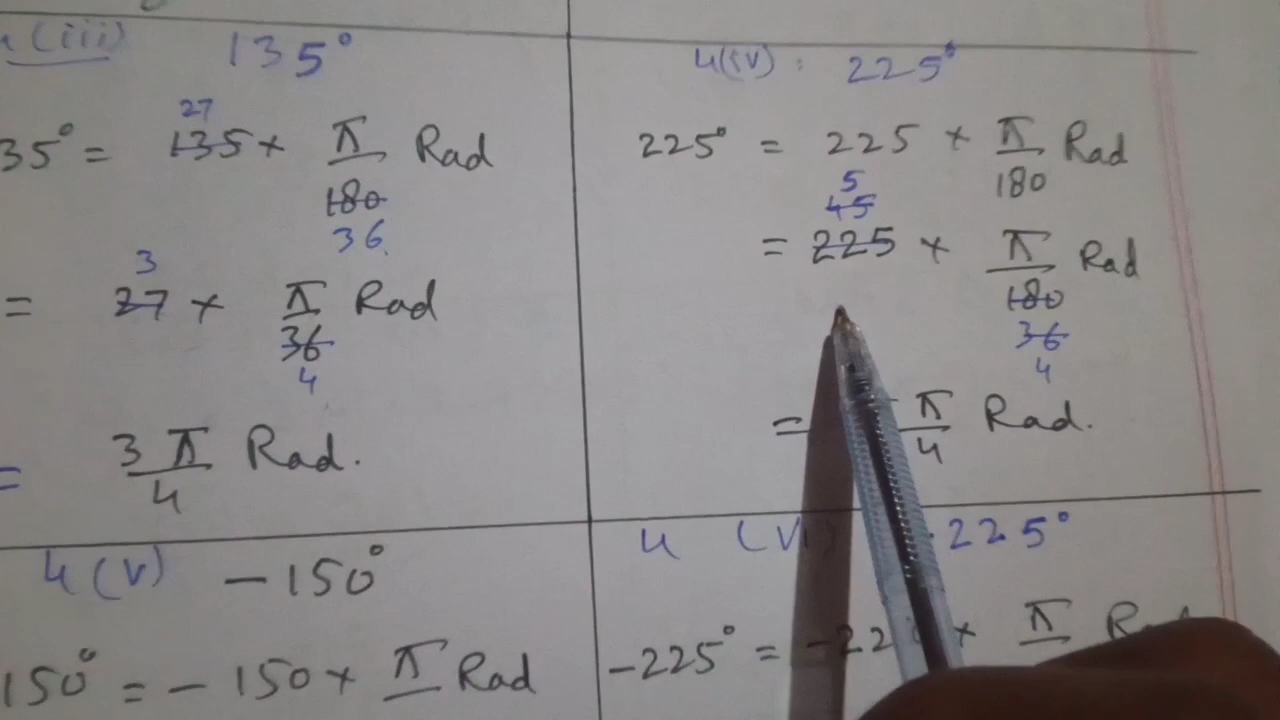 (iii) 135°
35° = 135 × π/180 Rad
27
36
= 27 × π/36 Rad
3
4
= 3π/4 Rad.
4(iv) : 225°
225° = 225 × π/180 Rad
5
45
= 225 × π/180 Rad
36
4
= π/4 Rad.
4(v) -150°
150° = -150 × π Rad
4 (vi) 225°
-225° = -22 × π